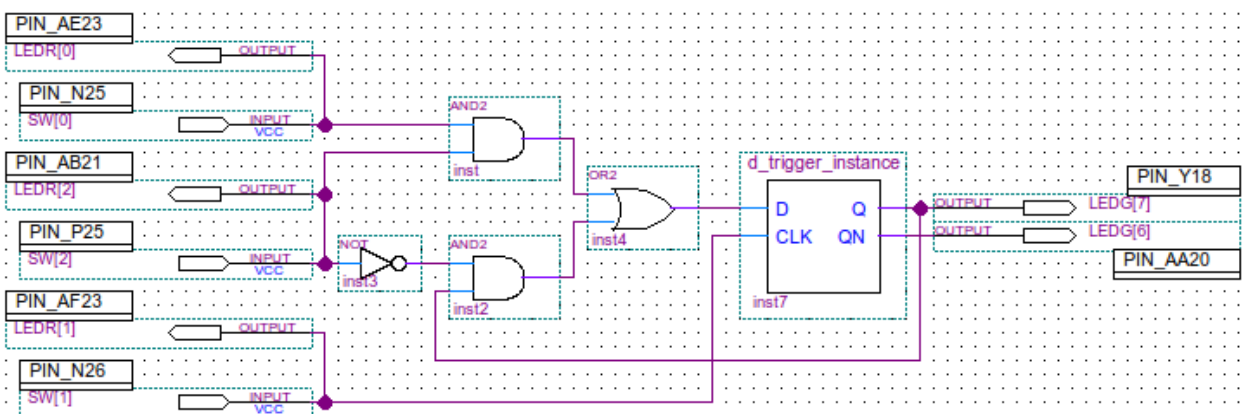 PIN_AE23
LEDR[0]
OUTPUT
PIN_N25
SW[0]
INPUT
VCC
PIN_AB21
LEDR[2]
OUTPUT
PIN_P25
SW[2]
INPUT
VCC
PIN_AF23
LEDR[1]
OUTPUT
PIN_N26
SW[1]
INPUT
VCC
NOT
inst3
AND2
inst
AND2
inst2
OR2
inst4
d_trigger_instance
D Q
CLK QN
inst7
PIN_Y18
OUTPUT LEDG[7]
OUTPUT LEDG[6]
PIN_AA20